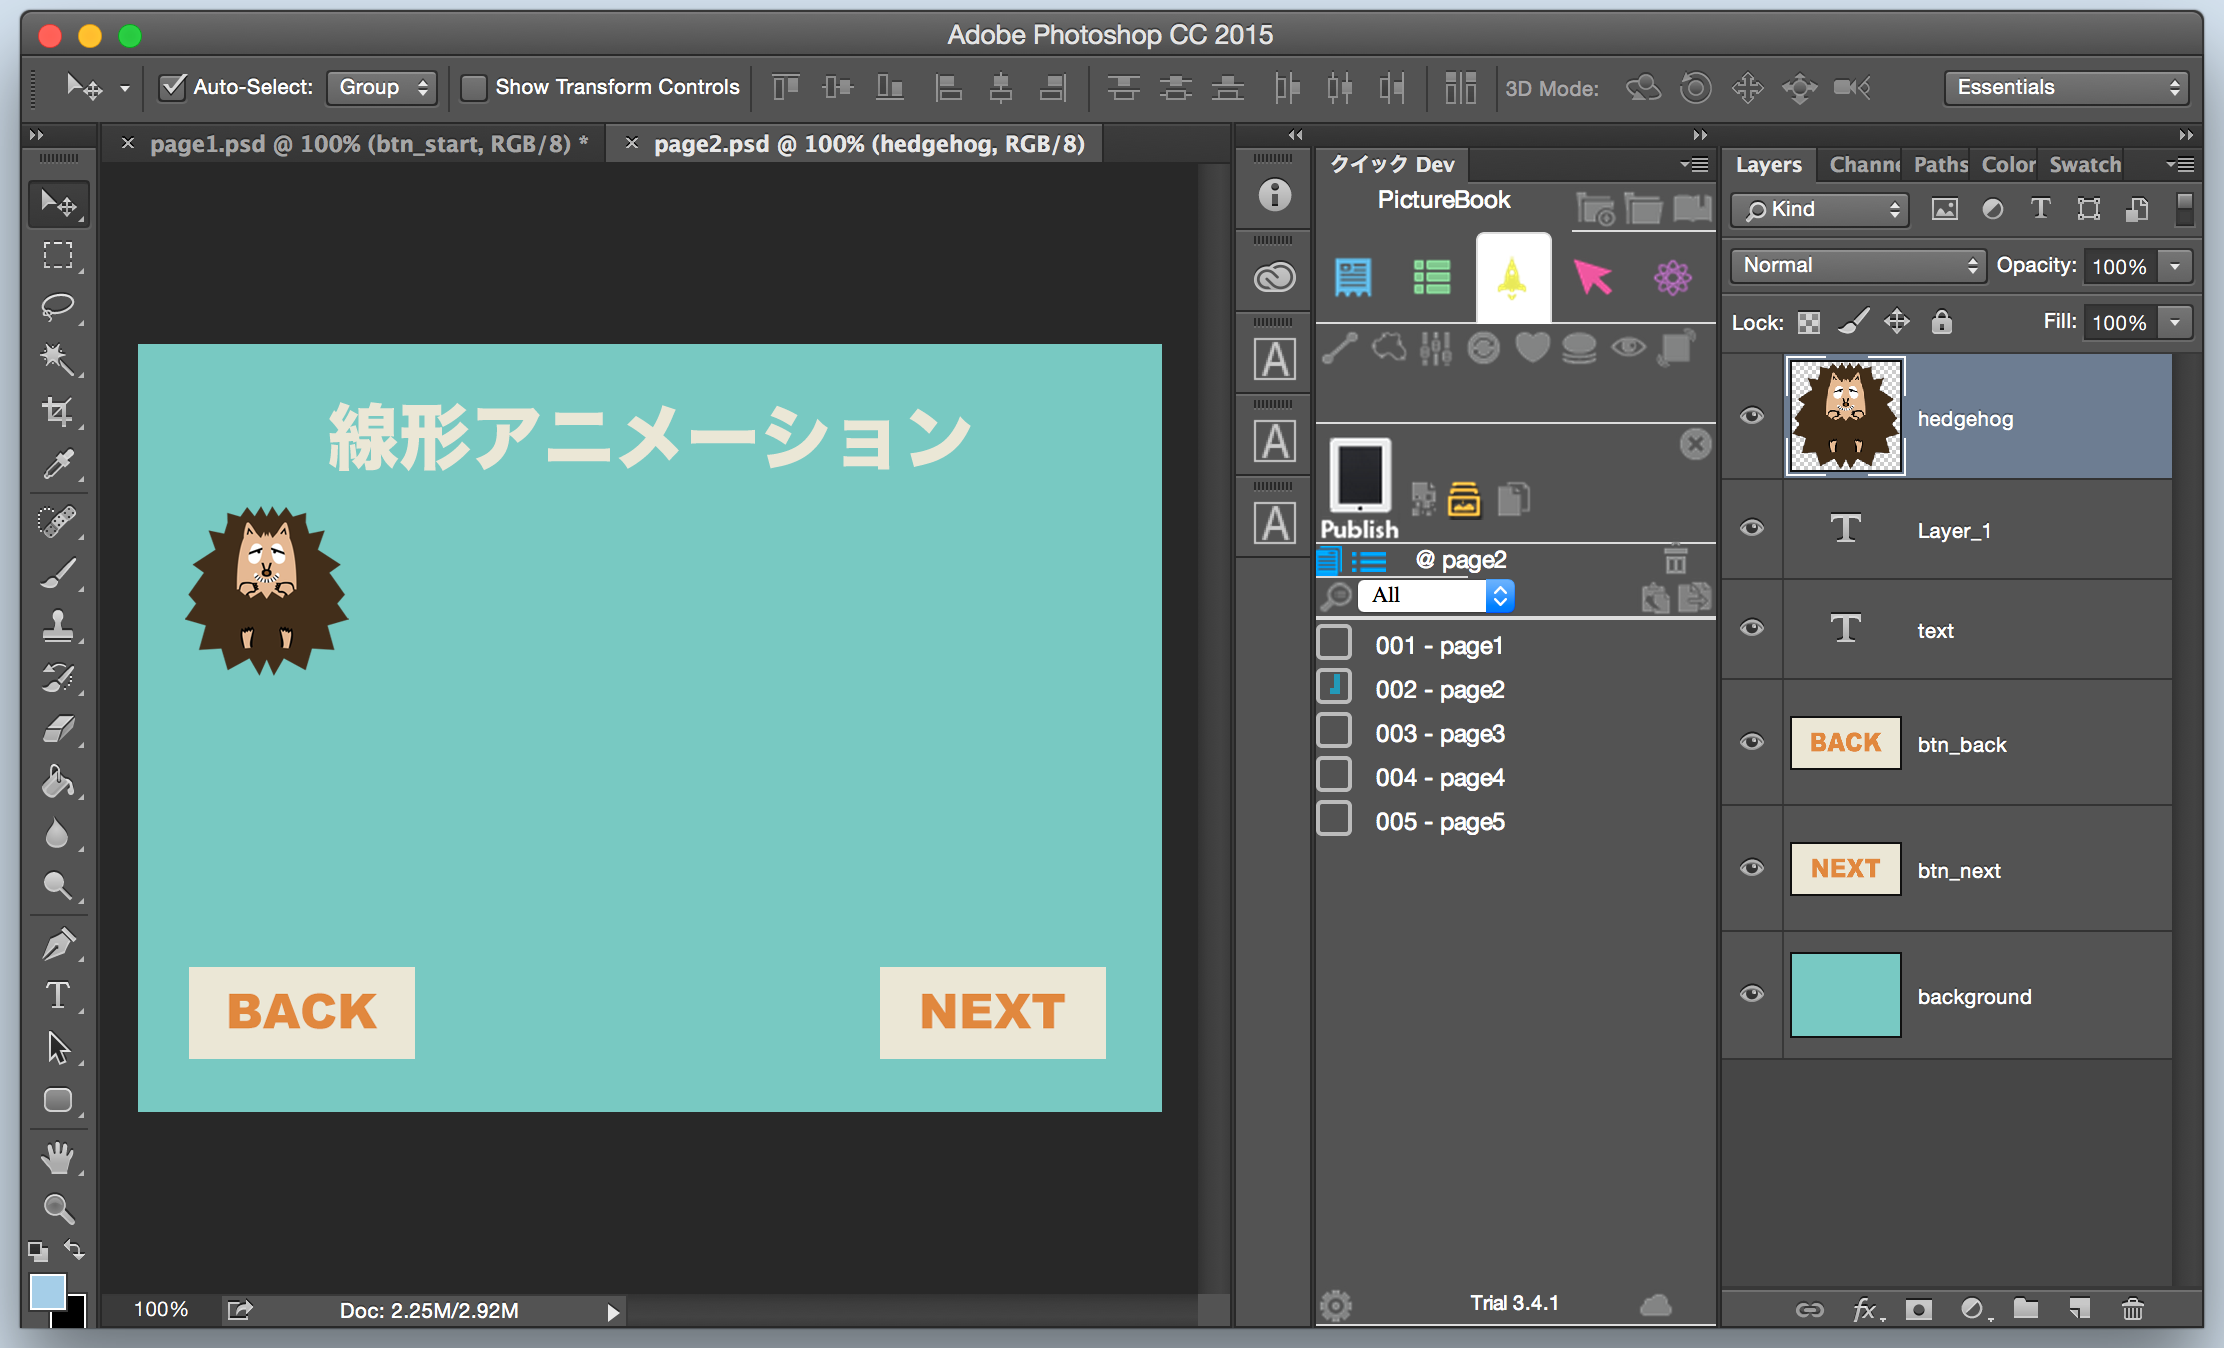 Adobe Photoshop CC 2015
Auto-Select: Group Show Transform Controls 3D Mode: Essentials
page1.psd @ 100% (btn_start, RGB/8) * page2.psd @ 100% (hedgehog, RGB/8)
線形アニメーション
BACK NEXT
100% Doc: 2.25M/2.92M
A
A
A
クイック Dev
PictureBook
Publish
@ page2
All
001 - page1
002 - page2
003 - page3
004 - page4
005 - page5
Trial 3.4.1
Layers Channe Paths Color Swatch
Kind
Normal Opacity: 100%
Lock: Fill: 100%
hedgehog
T Layer_1
T text
BACK btn_back
NEXT btn_next
background
fx